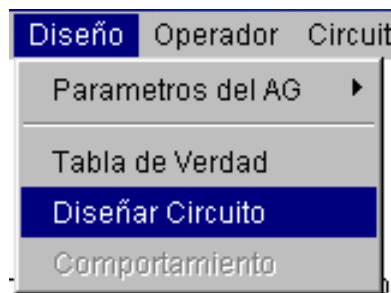 Diseño Operador Circuit
Parametros del AG
Tabla de Verdad
Diseñar Circuito
Comportamiento